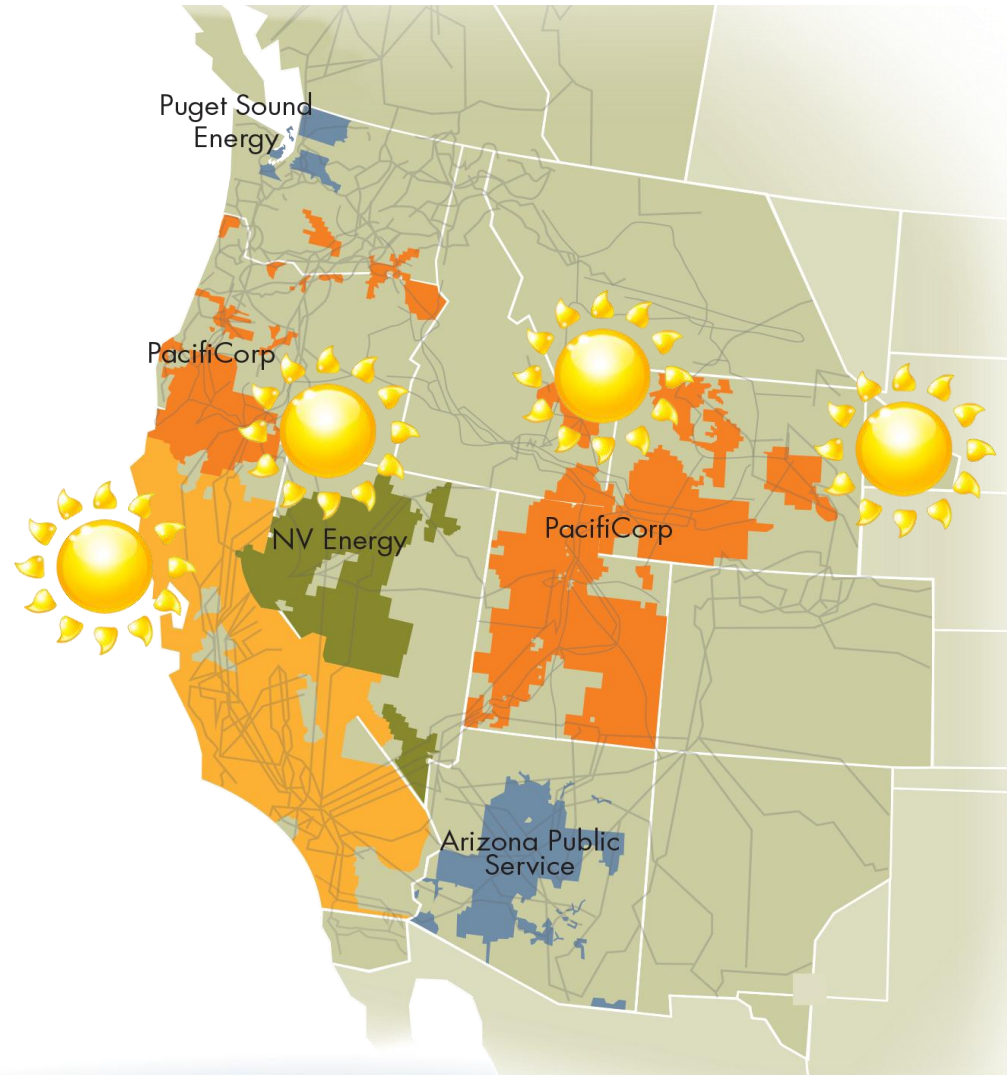 Puget Sound
Energy
PacifiCorp
NV Energy
PacifiCorp
Arizona Public
Service